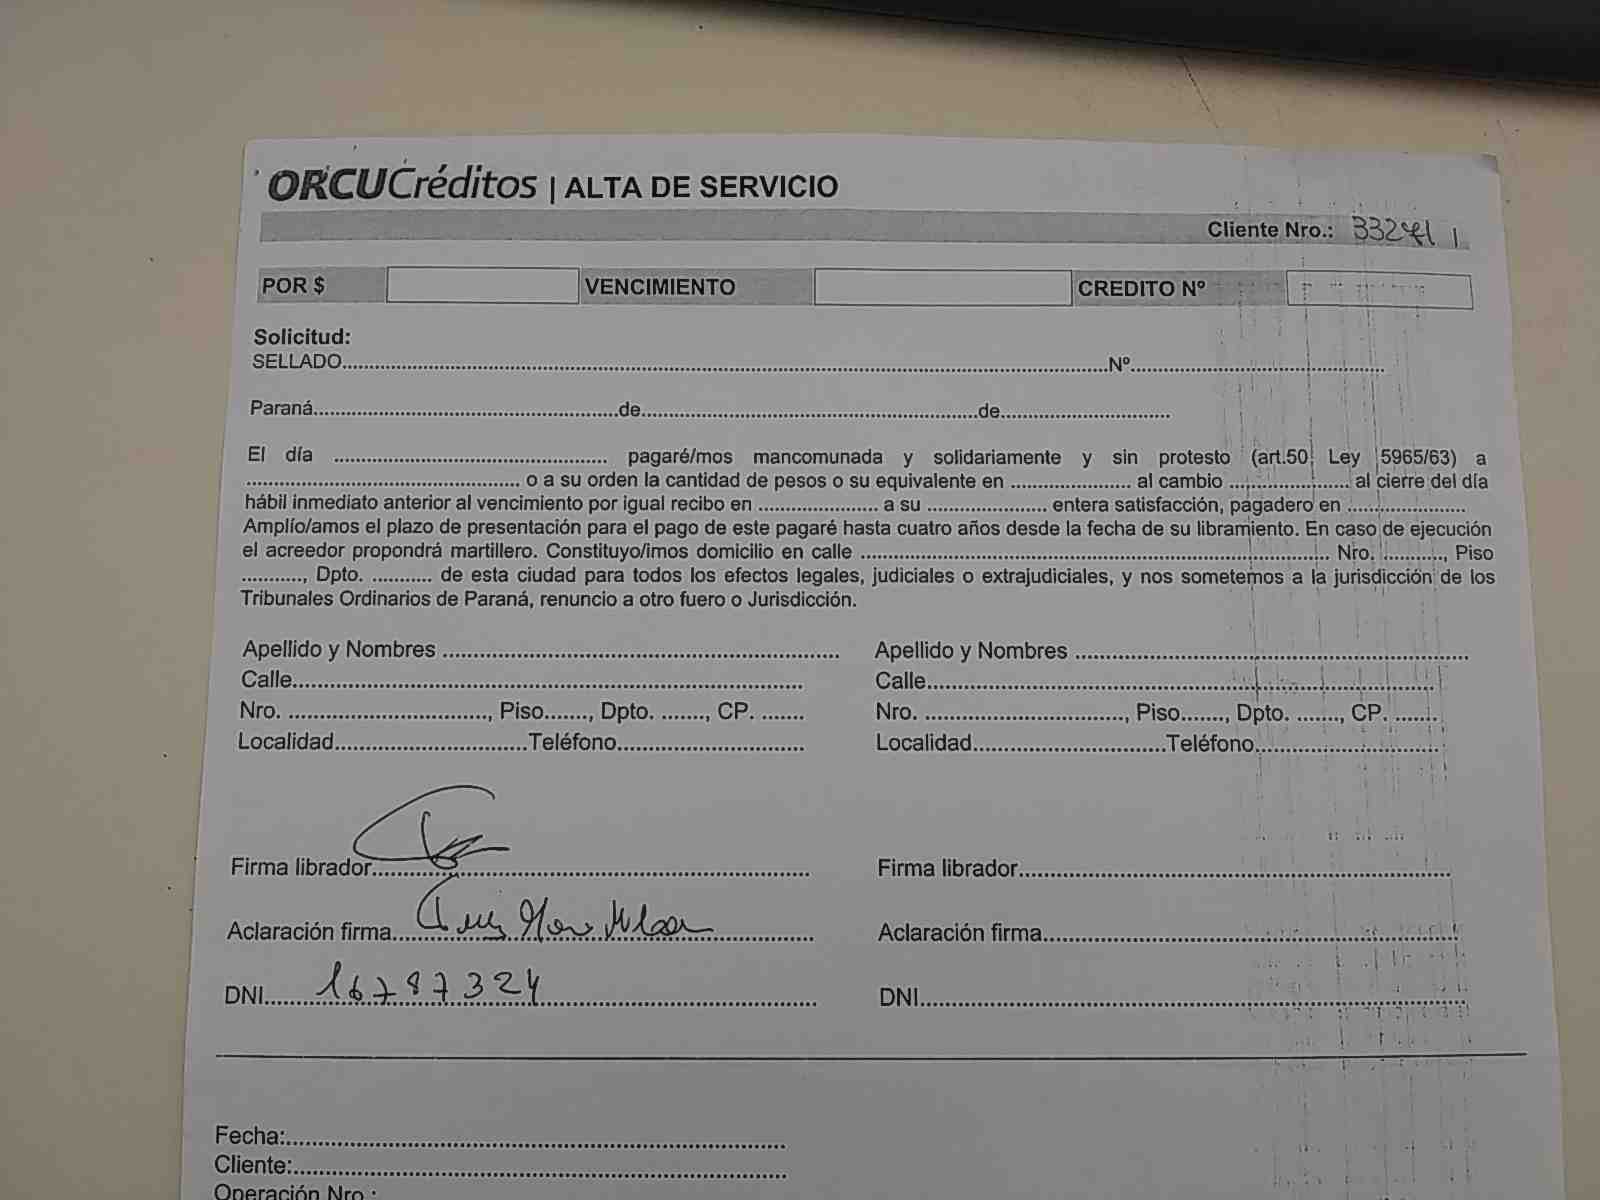 ORCUCréditos | ALTA DE SERVICIO
Cliente Nro.:
POR $ VENCIMIENTO CREDITO Nº
Solicitud:
SELLADO..........Nº..........
Paraná..........de..........de..........
El día .......... pagaré/mos mancomunada y solidariamente y sin protesto (art.50 Ley 5965/63) a
.......... o a su orden la cantidad de pesos o su equivalente en .......... al cambio .......... al cierre del día
hábil inmediato anterior al vencimiento por igual recibo en .......... a su .......... entera satisfacción, pagadero en ..........
Amplío/amos el plazo de presentación para el pago de este pagaré hasta cuatro años desde la fecha de su libramiento. En caso de ejecución
el acreedor propondrá martillero. Constituyo/imos domicilio en calle .......... Nro. .........., Piso
.........., Dpto. .......... de esta ciudad para todos los efectos legales, judiciales o extrajudiciales, y nos sometemos a la jurisdicción de los
Tribunales Ordinarios de Paraná, renuncio a otro fuero o Jurisdicción.
Apellido y Nombres .......... Apellido y Nombres ..........
Calle.......... Calle..........
Nro. .........., Piso......., Dpto. ......., CP. ....... Nro. .........., Piso......., Dpto. ......., CP. .......
Localidad..........Teléfono.......... Localidad..........Teléfono..........
Firma librador.......... Firma librador..........
Aclaración firma.......... Aclaración firma..........
DNI.......... 16787324 DNI..........
Fecha:..........
Cliente:..........
Operación Nro.: